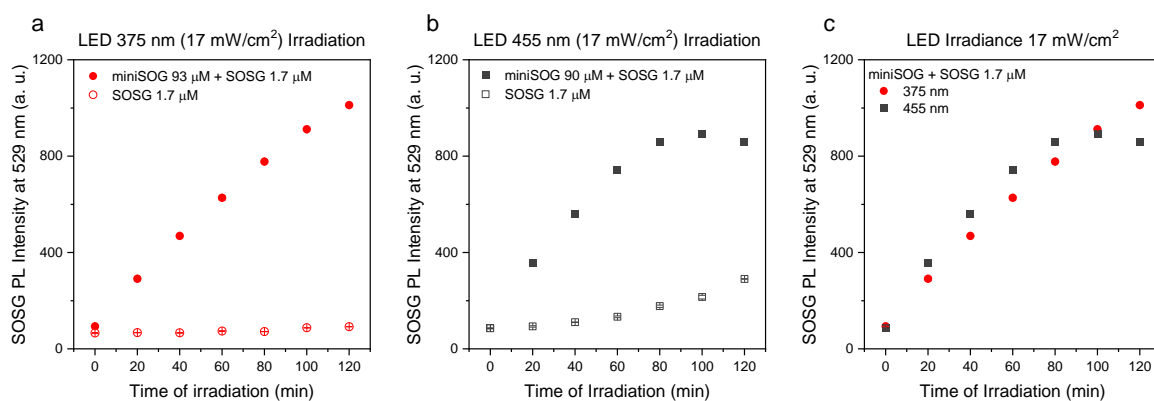 a
LED 375 nm (17 mW/cm²) Irradiation
1200
800
400
0
SOSG PL Intensity at 529 nm (a. u.)
miniSOG 93 μM + SOSG 1.7 μM
SOSG 1.7 μM
0 20 40 60 80 100 120
Time of irradiation (min)
b
LED 455 nm (17 mW/cm²) Irradiation
1200
800
400
0
SOSG PL Intensity at 529 nm (a. u.)
miniSOG 90 μM + SOSG 1.7 μM
SOSG 1.7 μM
0 20 40 60 80 100 120
Time of Irradiation (min)
c
LED Irradiance 17 mW/cm²
1200
800
400
0
SOSG PL Intensity at 529 nm (a. u.)
miniSOG + SOSG 1.7 μM
375 nm
455 nm
0 20 40 60 80 100 120
Time of Irradiation (min)